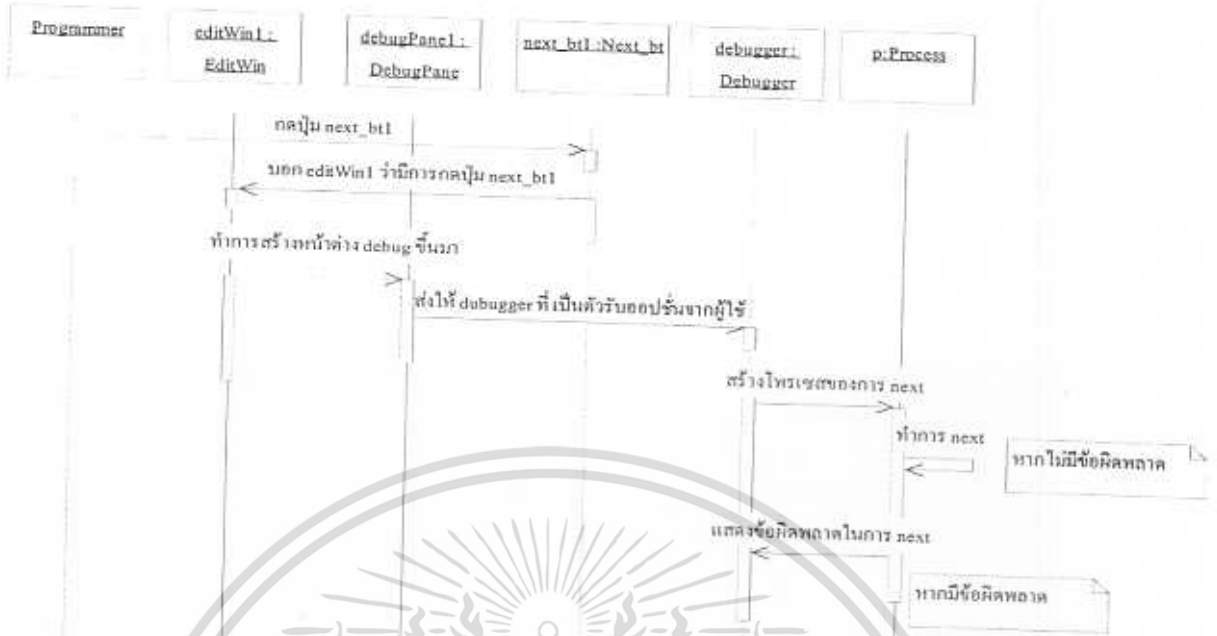 Programmer
editWin1 :
EditWin
debugPane1 :
DebugPane
next_bt1 :Next_bt
debugger :
Debugger
p:Process
กดปุ่ม next_bt1
บอก editWin1 ว่ามีการกดปุ่ม next_bt1
ทำการสร้างหน้าต่าง debug ขึ้นมา
ส่งให้ dubugger ที่เป็นตัวรับออปชั่นจากผู้ใช้
สร้างโพรเซสของการ next
ทำการ next
หากไม่มีข้อผิดพลาด
แสดงข้อผิดพลาดในการ next
หากมีข้อผิดพลาด